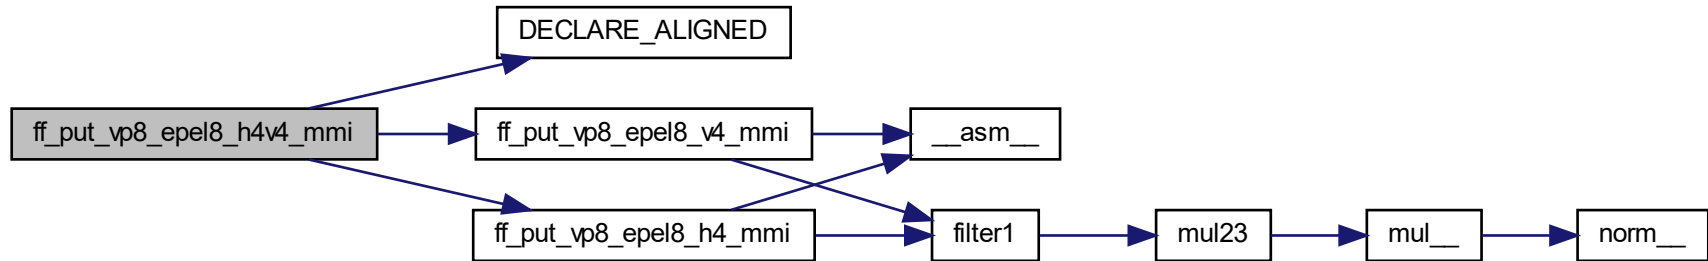 DECLARE_ALIGNED
ff_put_vp8_epel8_h4v4_mmi
ff_put_vp8_epel8_v4_mmi
__asm__
ff_put_vp8_epel8_h4_mmi
filter1
mul23
mul__
norm__